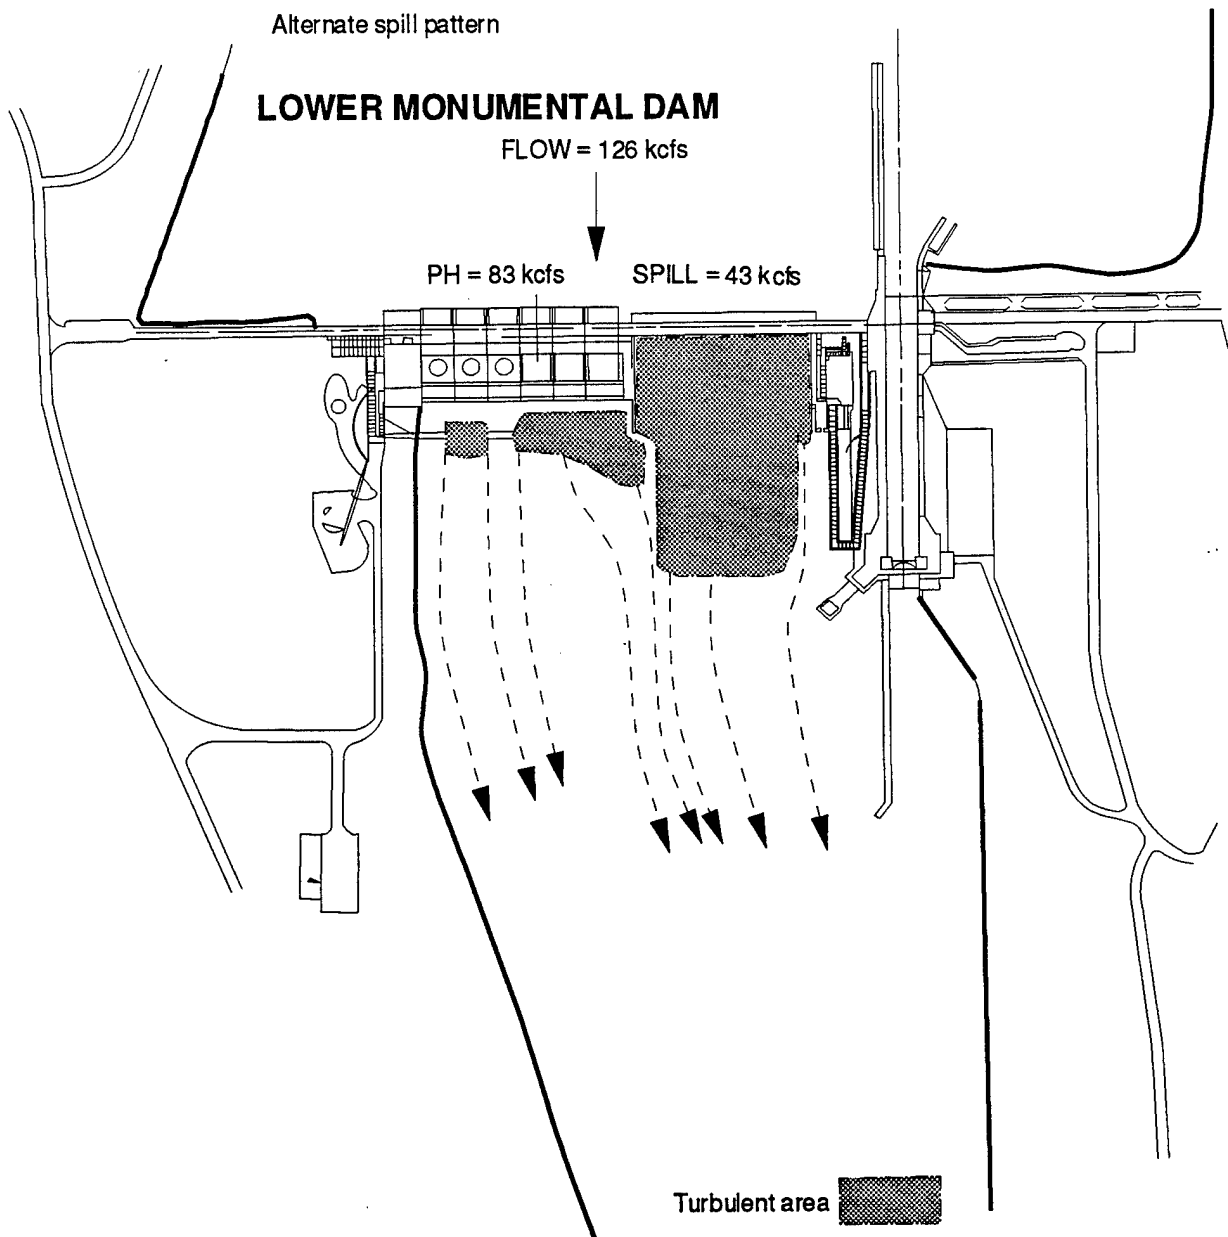 Alternate spill pattern
LOWER MONUMENTAL DAM
FLOW = 126 kcfs
PH = 83 kcfs
SPILL = 43 kcfs
Turbulent area